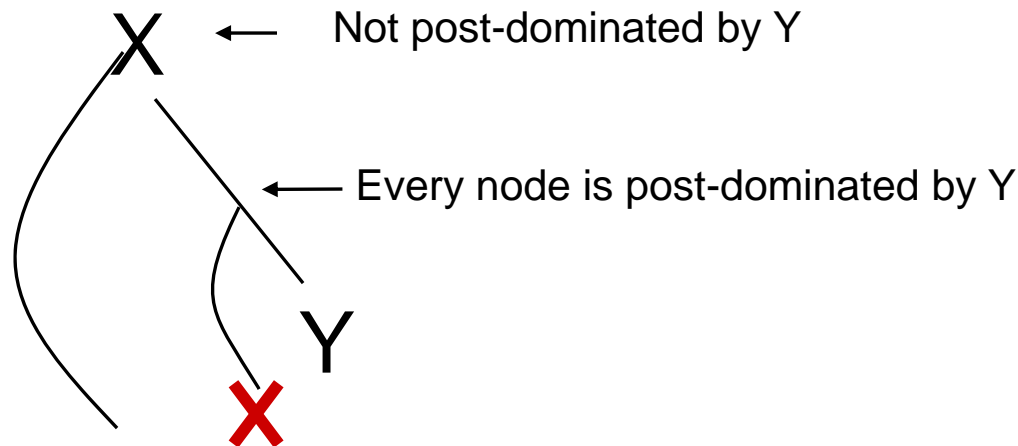 X Not post-dominated by Y
Every node is post-dominated by Y
Y
X